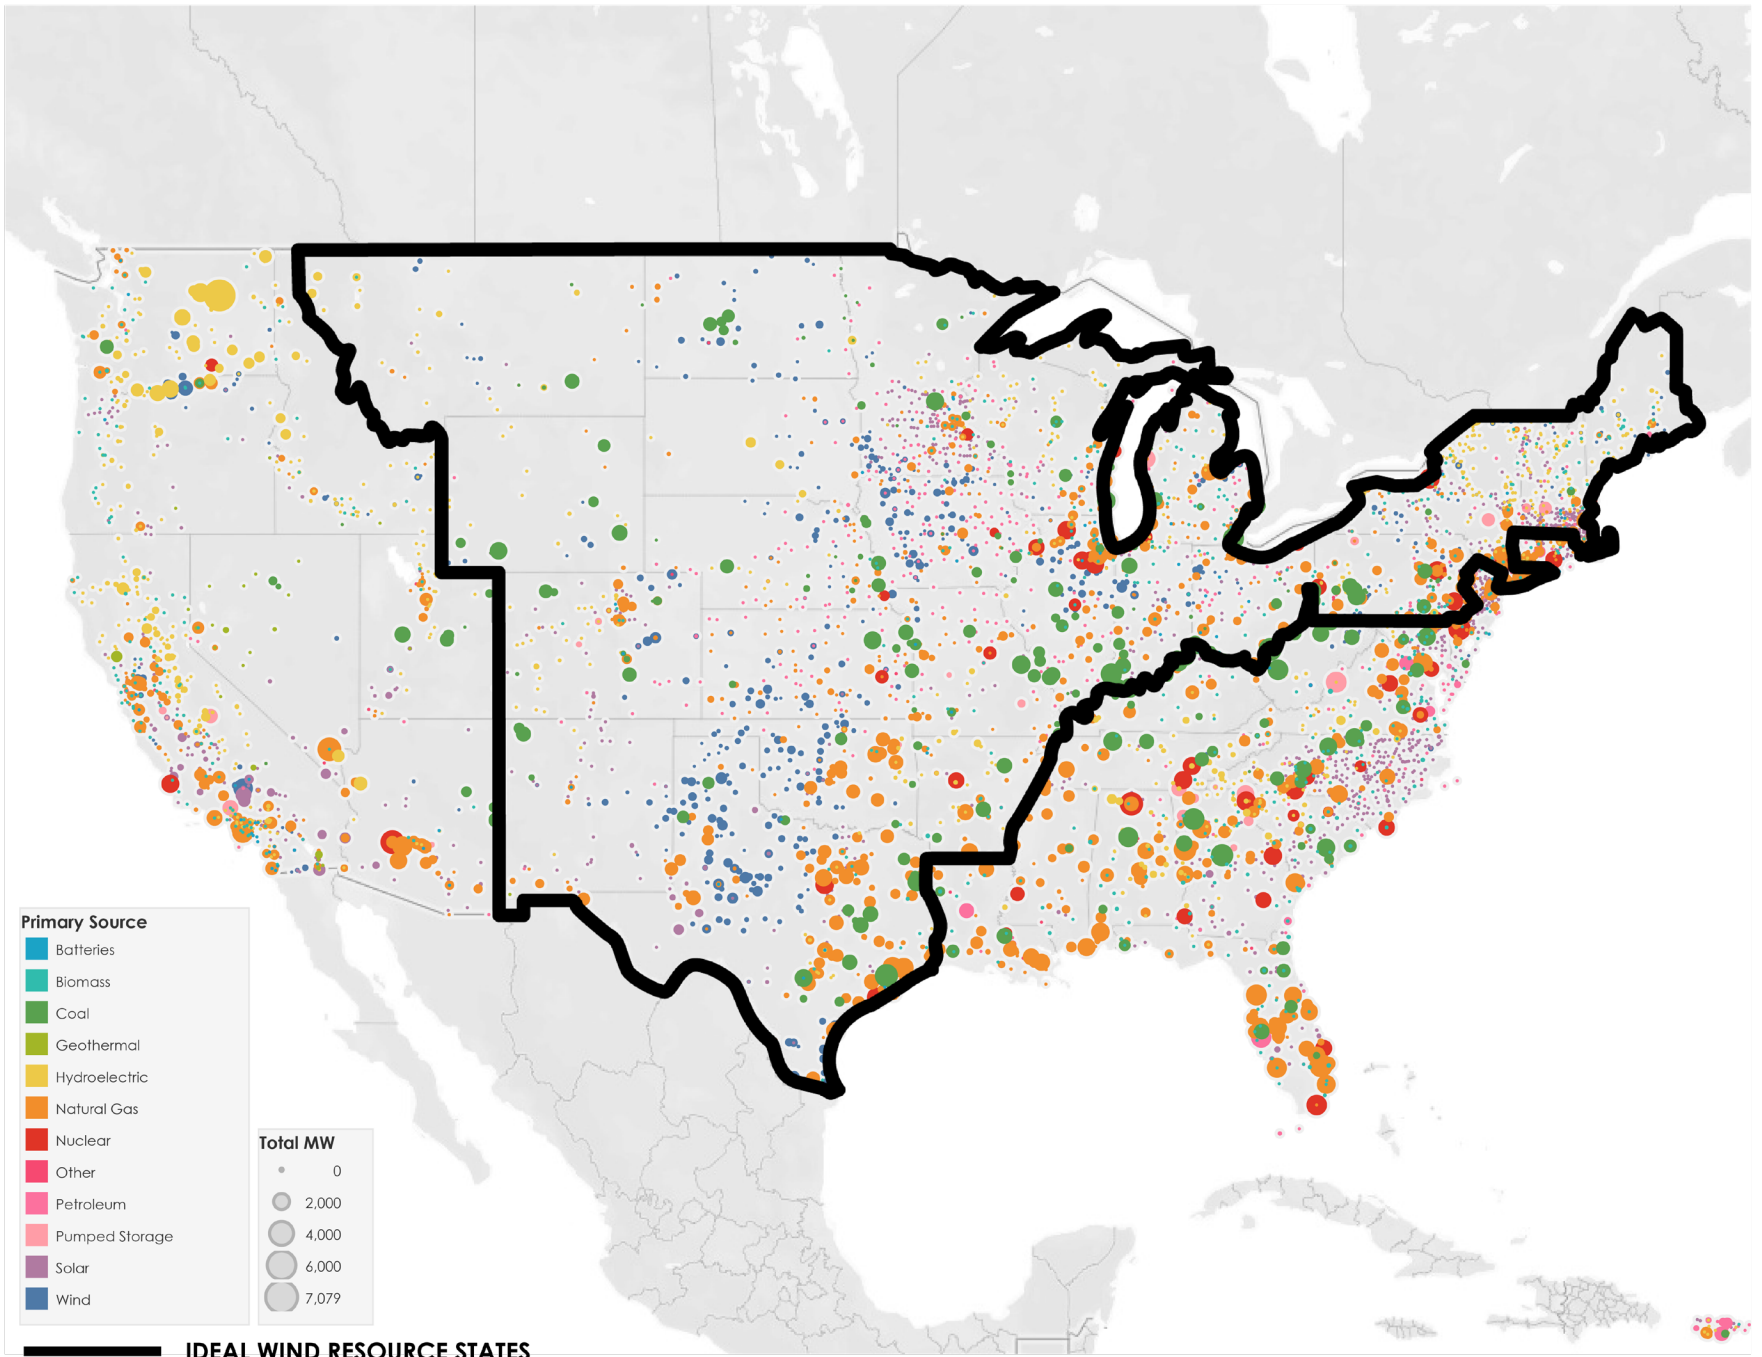 Primary Source
Batteries
Biomass
Coal
Geothermal
Hydroelectric
Natural Gas
Nuclear
Other
Petroleum
Pumped Storage
Solar
Wind
Total MW
0
2,000
4,000
6,000
7,079
IDEAL WIND RESOURCE STATES